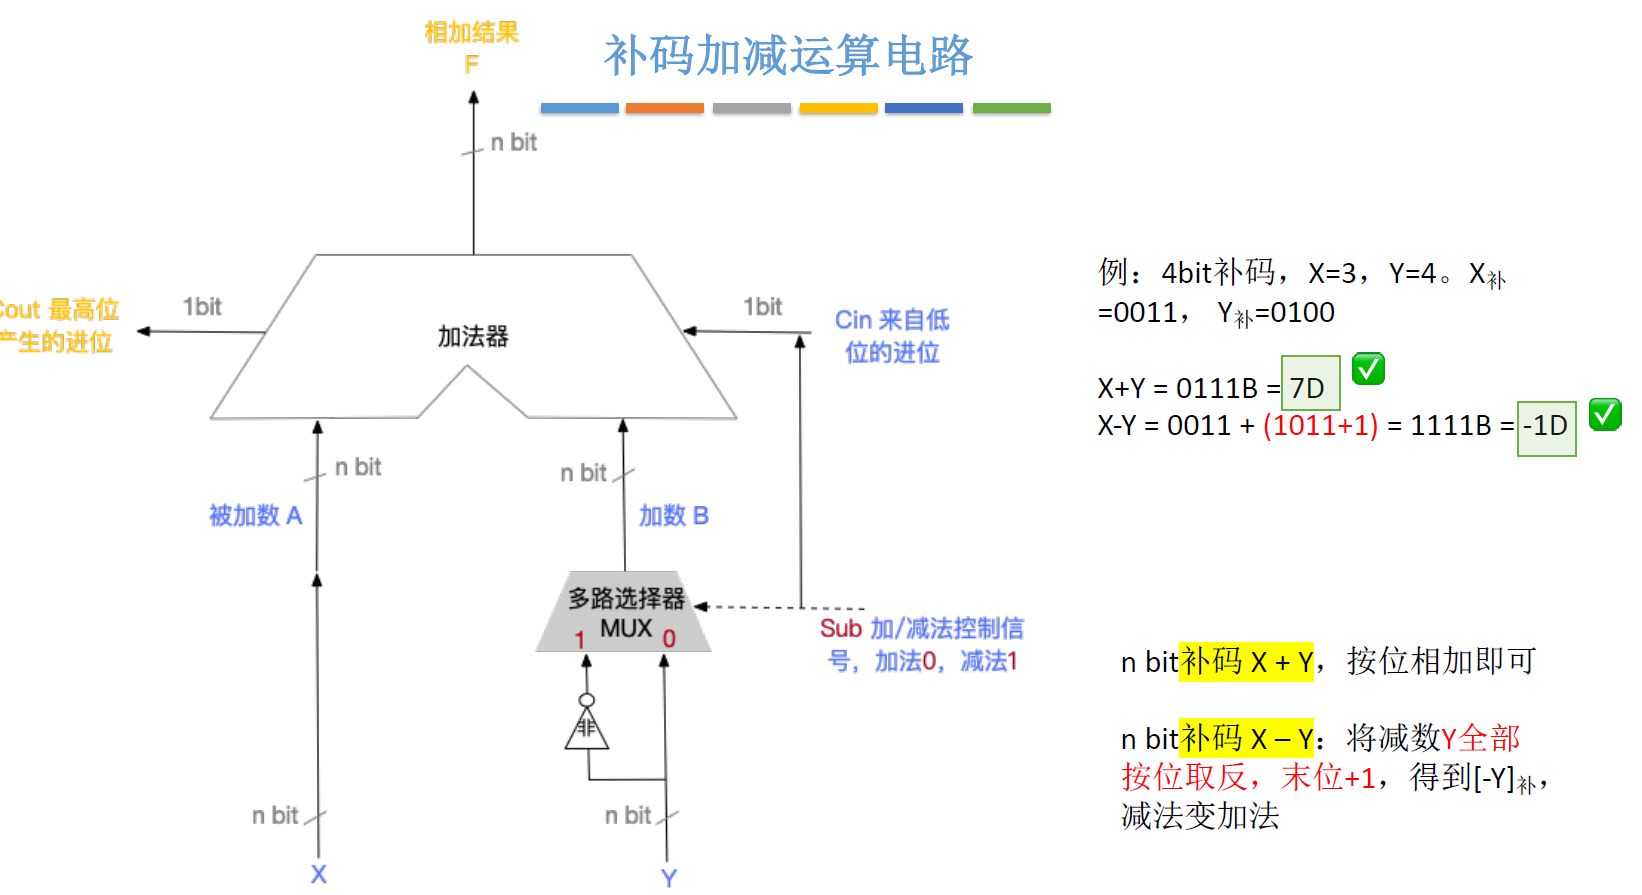 相加结果
F
补码加减运算电路
n bit
Cout 最高位
产生的进位
1bit
加法器
1bit
Cin 来自低
位的进位
例：4bit补码，X=3，Y=4。X补
=0011， Y补=0100
X+Y = 0111B = 7D
X-Y = 0011 + (1011+1) = 1111B = -1D
n bit
n bit
被加数 A
加数 B
多路选择器
MUX
1
0
Sub 加/减法控制信
号，加法0，减法1
非
n bit补码 X + Y，按位相加即可
n bit补码 X – Y：将减数Y全部
按位取反，末位+1，得到[-Y]补，
减法变加法
n bit
n bit
X
Y